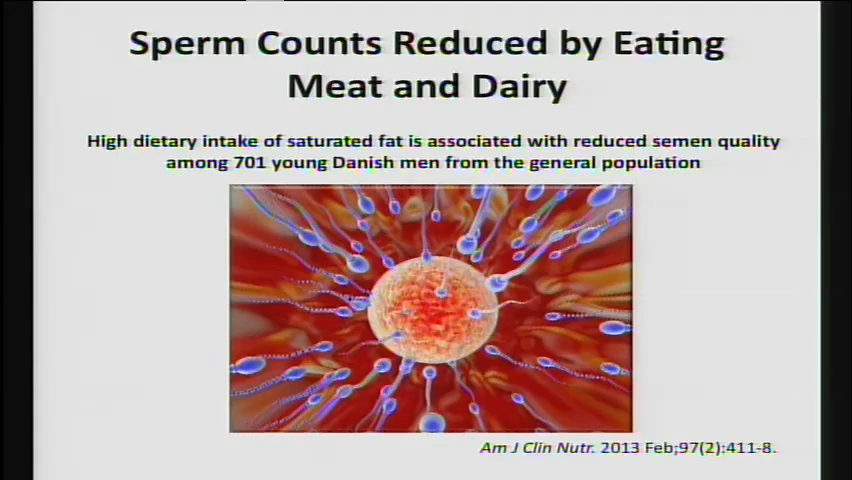 Sperm Counts Reduced by Eating
Meat and Dairy
High dietary intake of saturated fat is associated with reduced semen quality
among 701 young Danish men from the general population
Am J Clin Nutr. 2013 Feb;97(2):411-8.